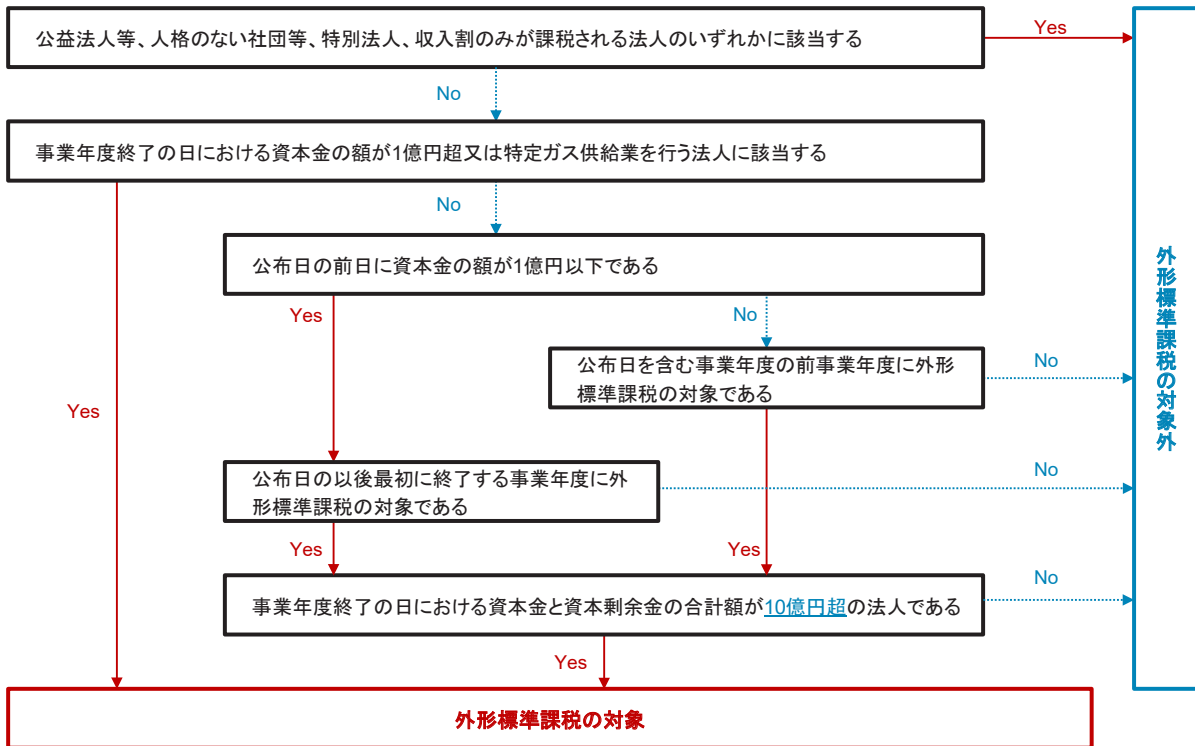 公益法人等、人格のない社団等、特別法人、収入割のみが課税される法人のいずれかに該当する
Yes
No
事業年度終了の日における資本金の額が1億円超又は特定ガス供給業を行う法人に該当する
No
公布日の前日に資本金の額が1億円以下である
Yes
No
公布日を含む事業年度の前事業年度に外形
標準課税の対象である
No
Yes
公布日の以後最初に終了する事業年度に外
形標準課税の対象である
No
Yes
Yes
事業年度終了の日における資本金と資本剰余金の合計額が10億円超の法人である
No
Yes
外形標準課税の対象
外形標準課税の対象外